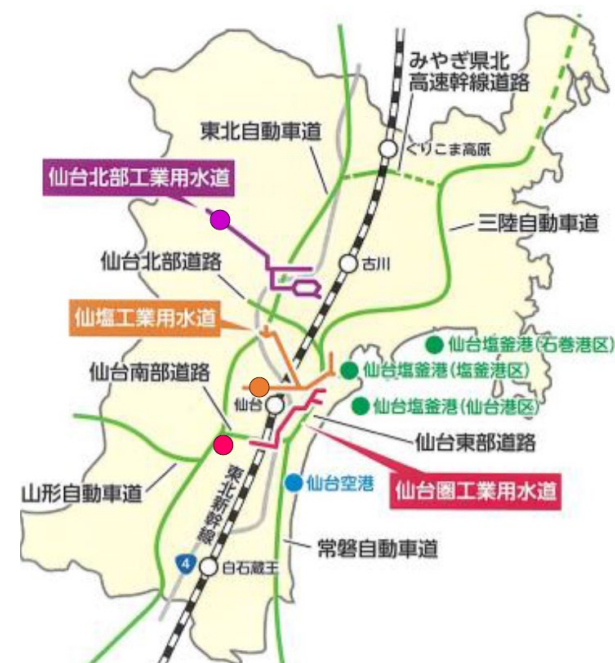 みやぎ県北
高速幹線道路
東北自動車道
くりこま高原
仙台北部工業用水道
三陸自動車道
仙台北部道路
古川
仙塩工業用水道
仙台塩釜港(石巻港区)
仙台塩釜港(塩釜港区)
仙台南部道路
仙台塩釜港(仙台港区)
仙台
仙台東部道路
仙台圏工業用水道
仙台空港
山形自動車道
東北新幹線
常磐自動車道
4
白石蔵王